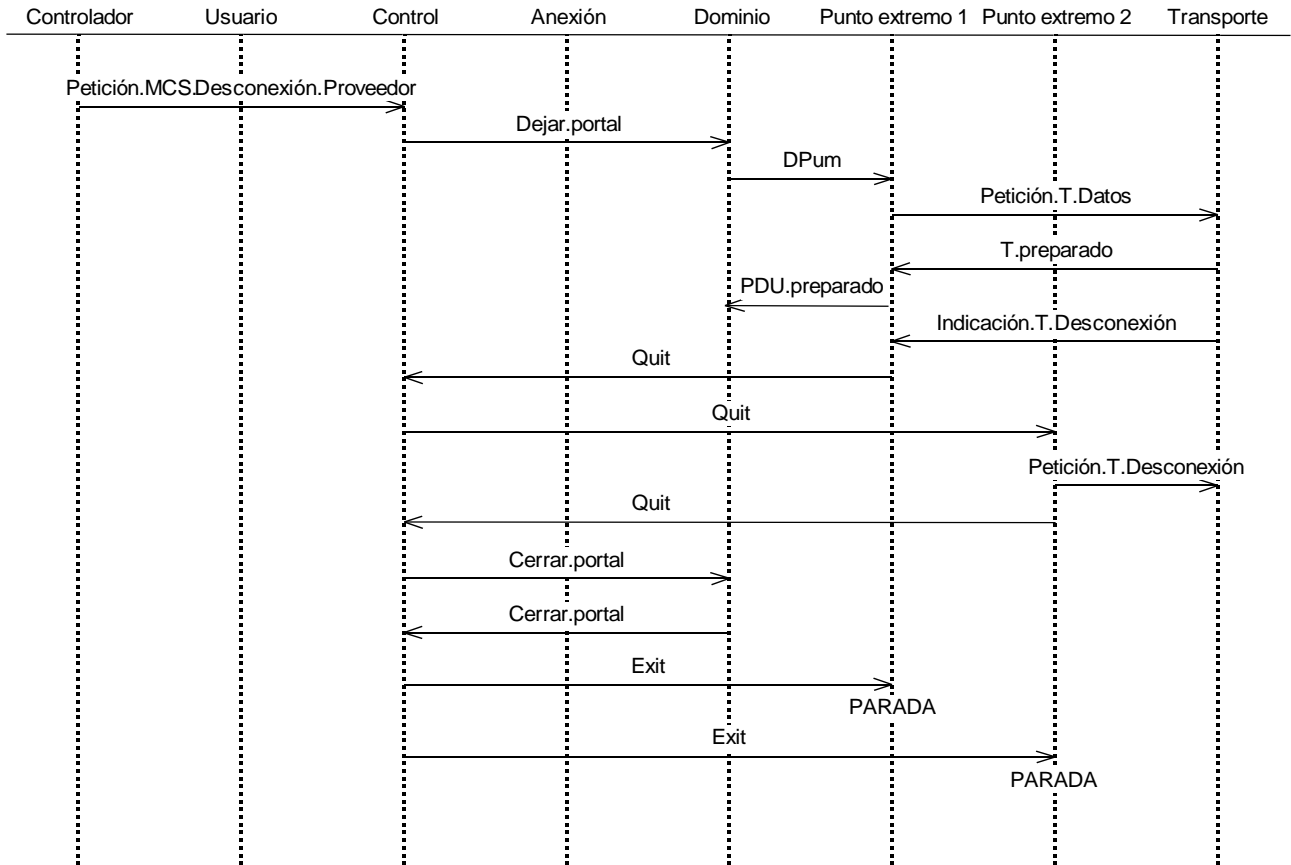 Controlador Usuario Control Anexión Dominio Punto extremo 1 Punto extremo 2 Transporte
Petición.MCS.Desconexión.Proveedor
Dejar.portal
DPum
Petición.T.Datos
T.preparado
PDU.preparado
Indicación.T.Desconexión
Quit
Quit
Petición.T.Desconexión
Quit
Cerrar.portal
Cerrar.portal
Exit
PARADA
Exit
PARADA